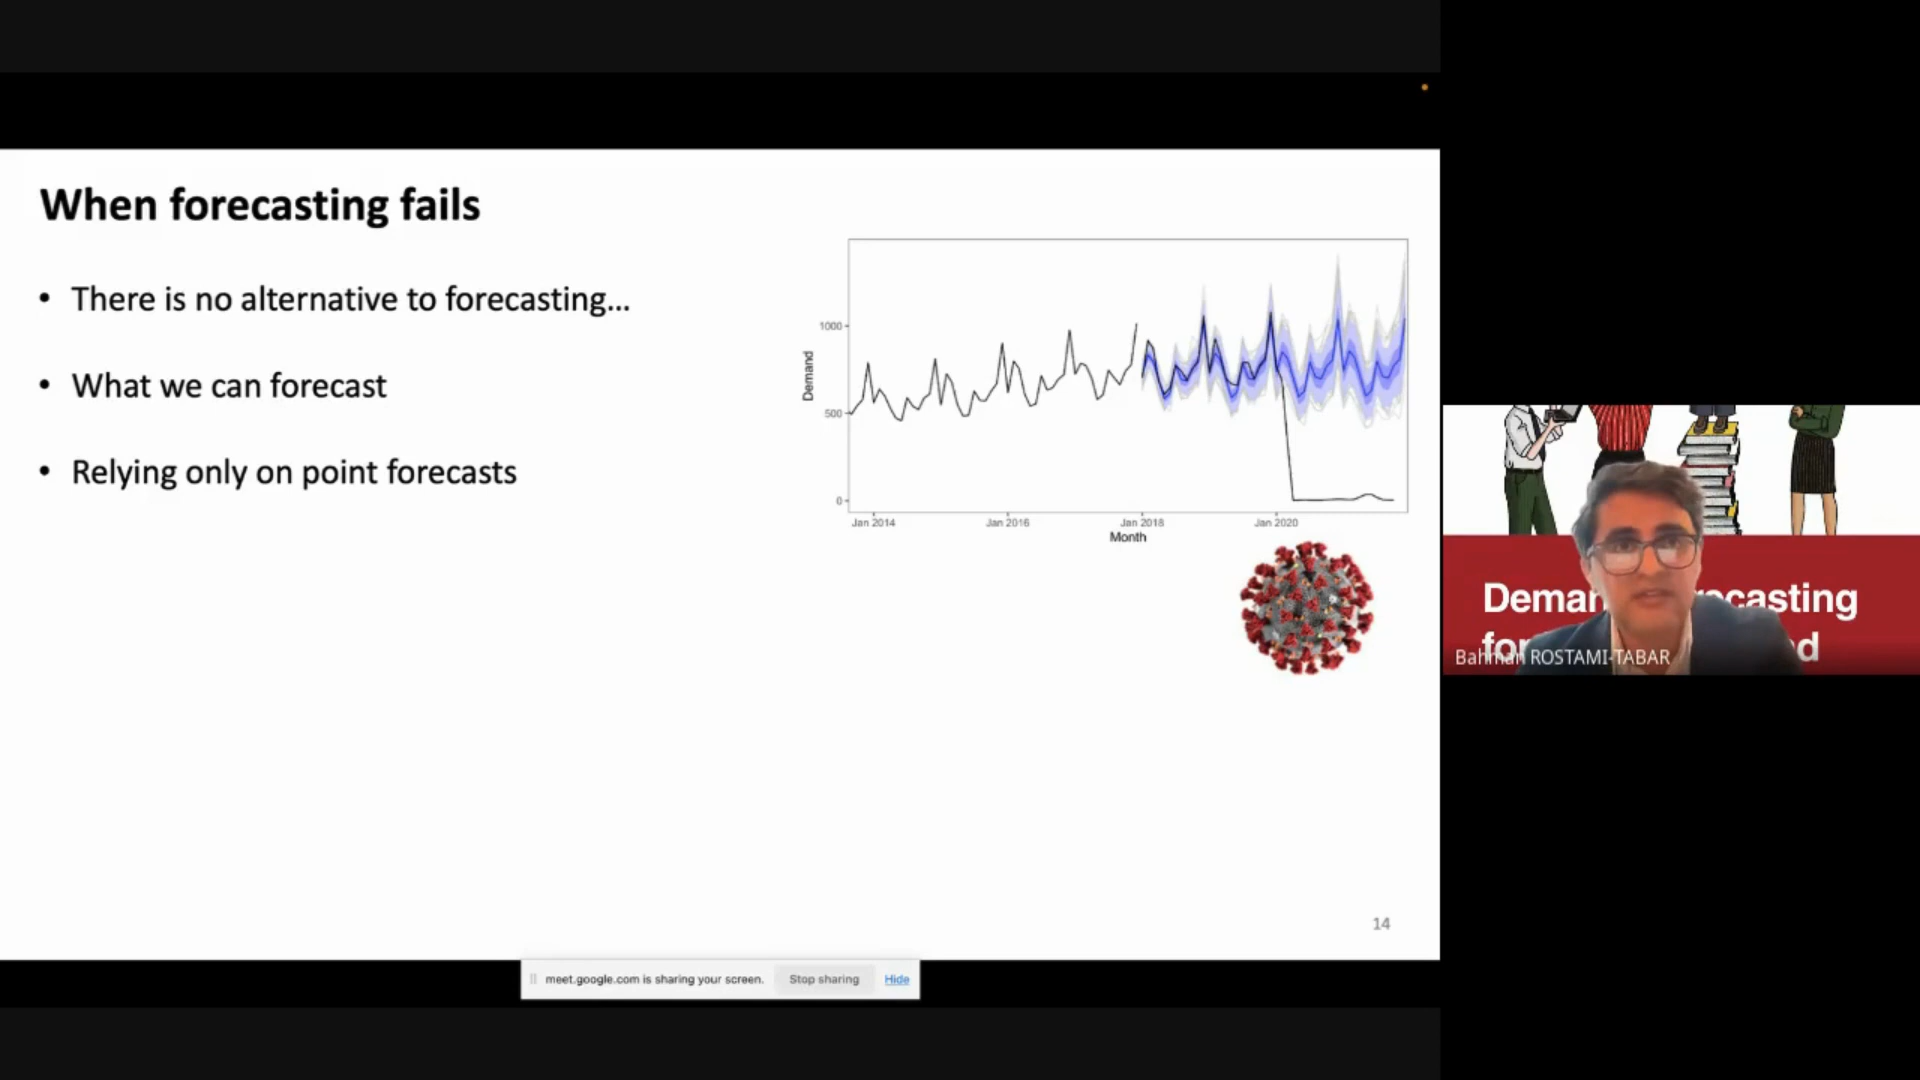 When forecasting fails
• There is no alternative to forecasting...
• What we can forecast
• Relying only on point forecasts
1000
500
0
Demand
Jan 2014
Jan 2016
Jan 2018
Jan 2020
Month
14
meet.google.com is sharing your screen.
Stop sharing
Hide
casting
for
d
Bahman ROSTAMI-TABAR